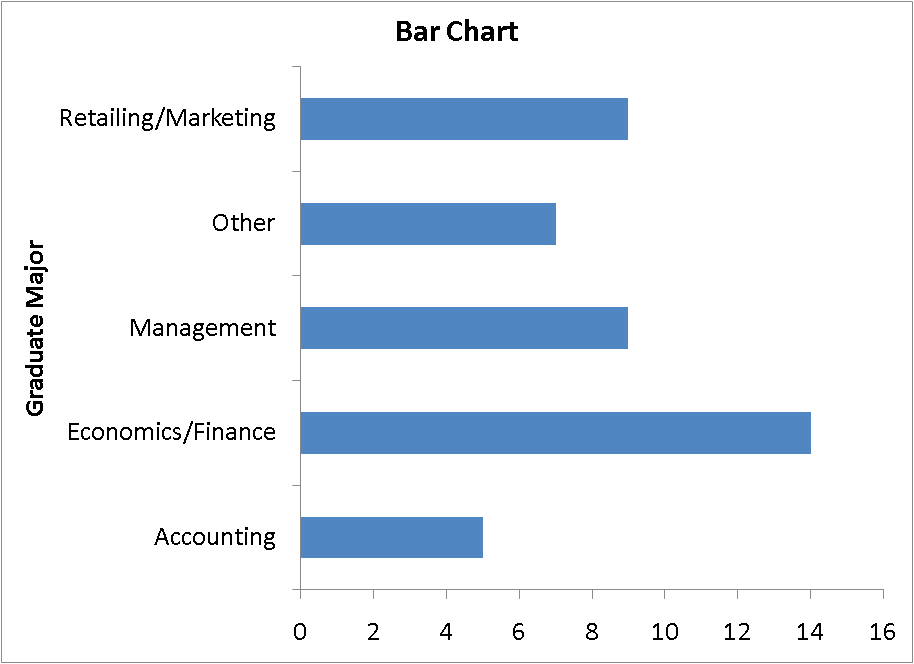 Bar Chart
Graduate Major
Retailing/Marketing
Other
Management
Economics/Finance
Accounting
0 2 4 6 8 10 12 14 16